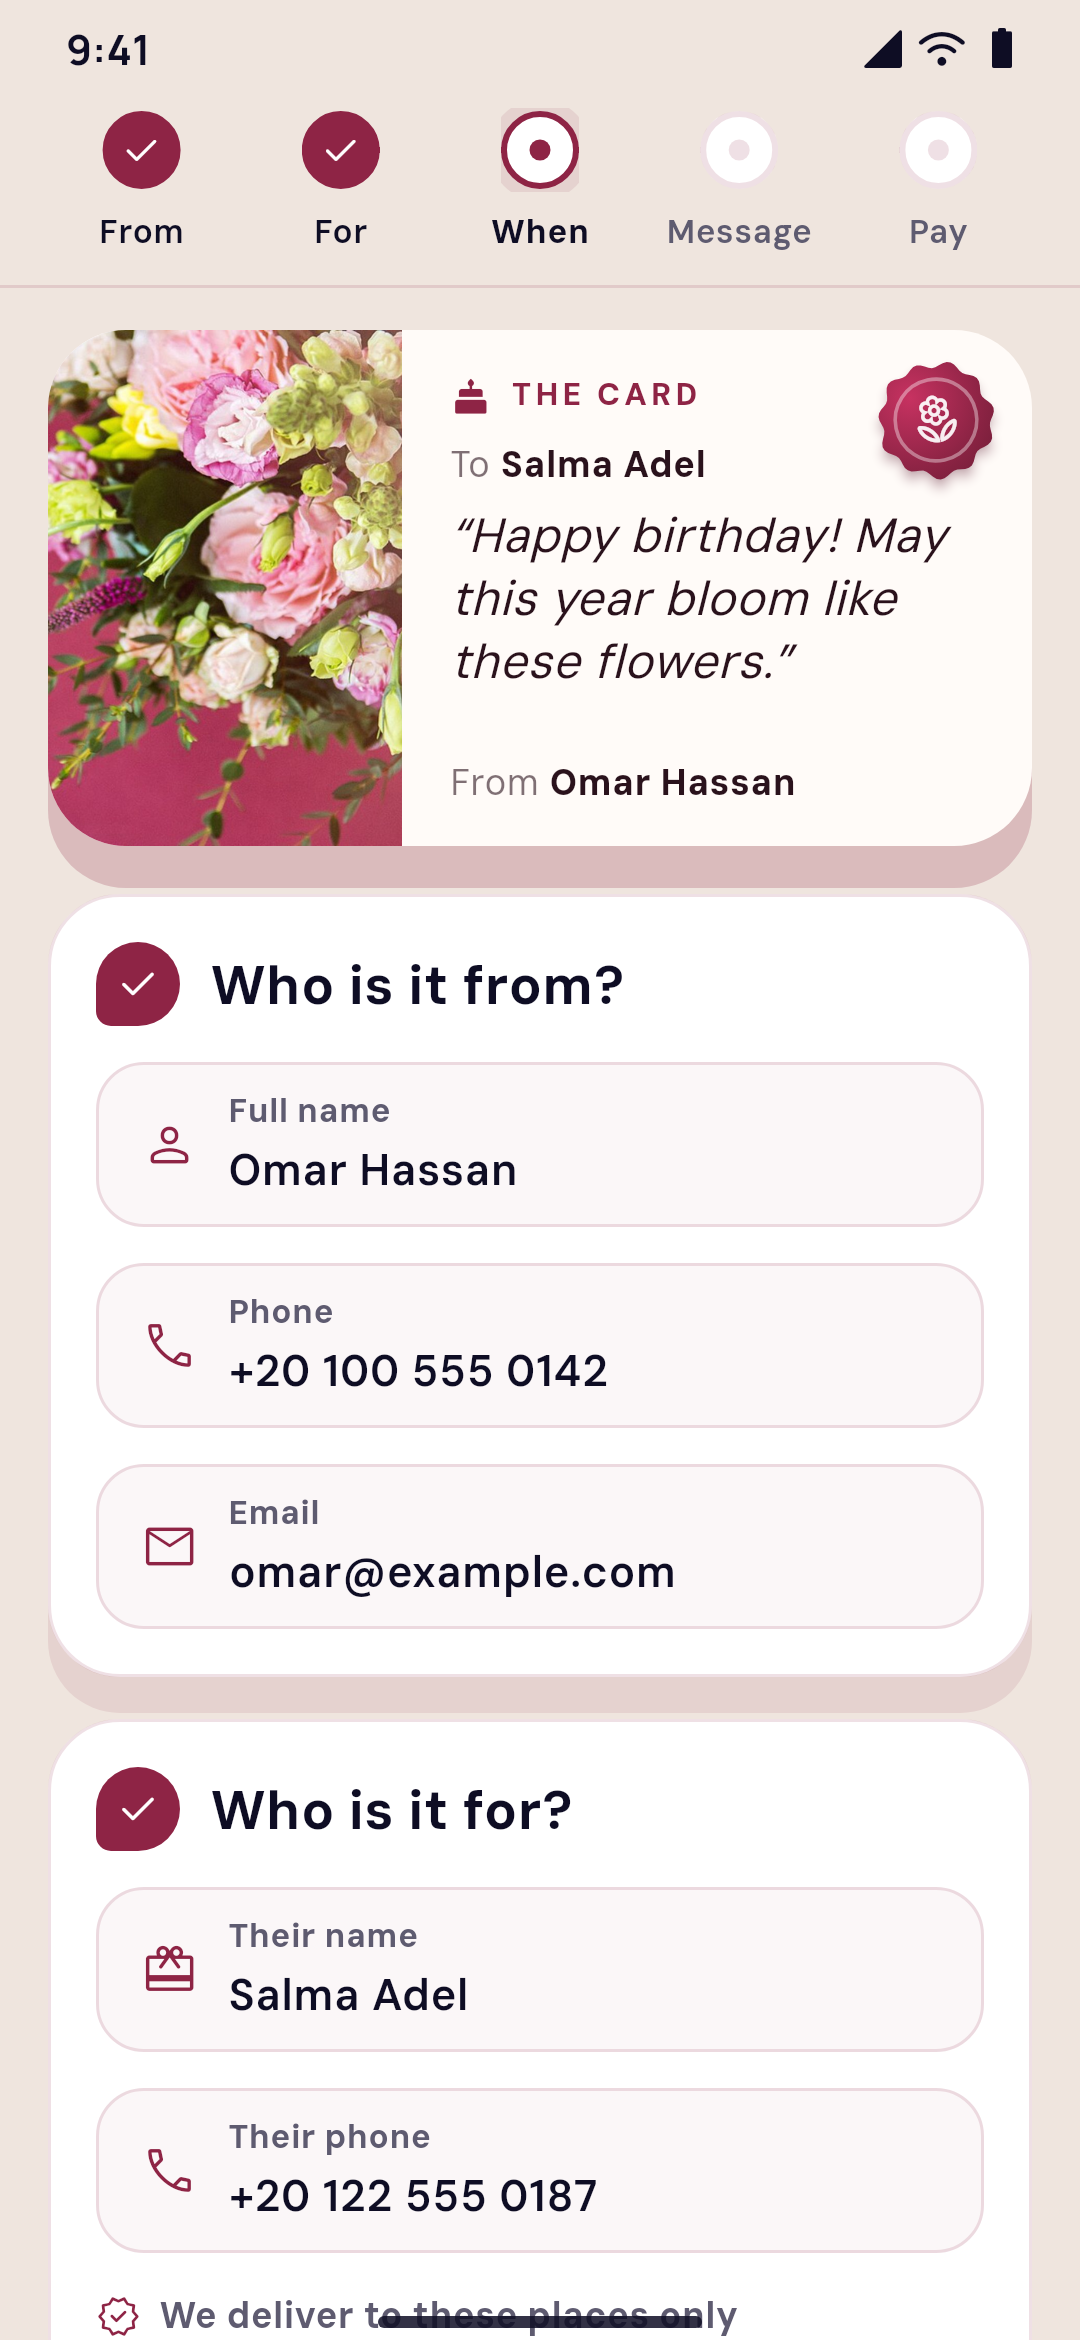 9:41
From
For
When
Message
Pay
THE CARD
To Salma Adel
“Happy birthday! May
this year bloom like
these flowers.”
From Omar Hassan
Who is it from?
Full name
Omar Hassan
Phone
+20 100 555 0142
Email
omar@example.com
Who is it for?
Their name
Salma Adel
Their phone
+20 122 555 0187
We deliver to these places only